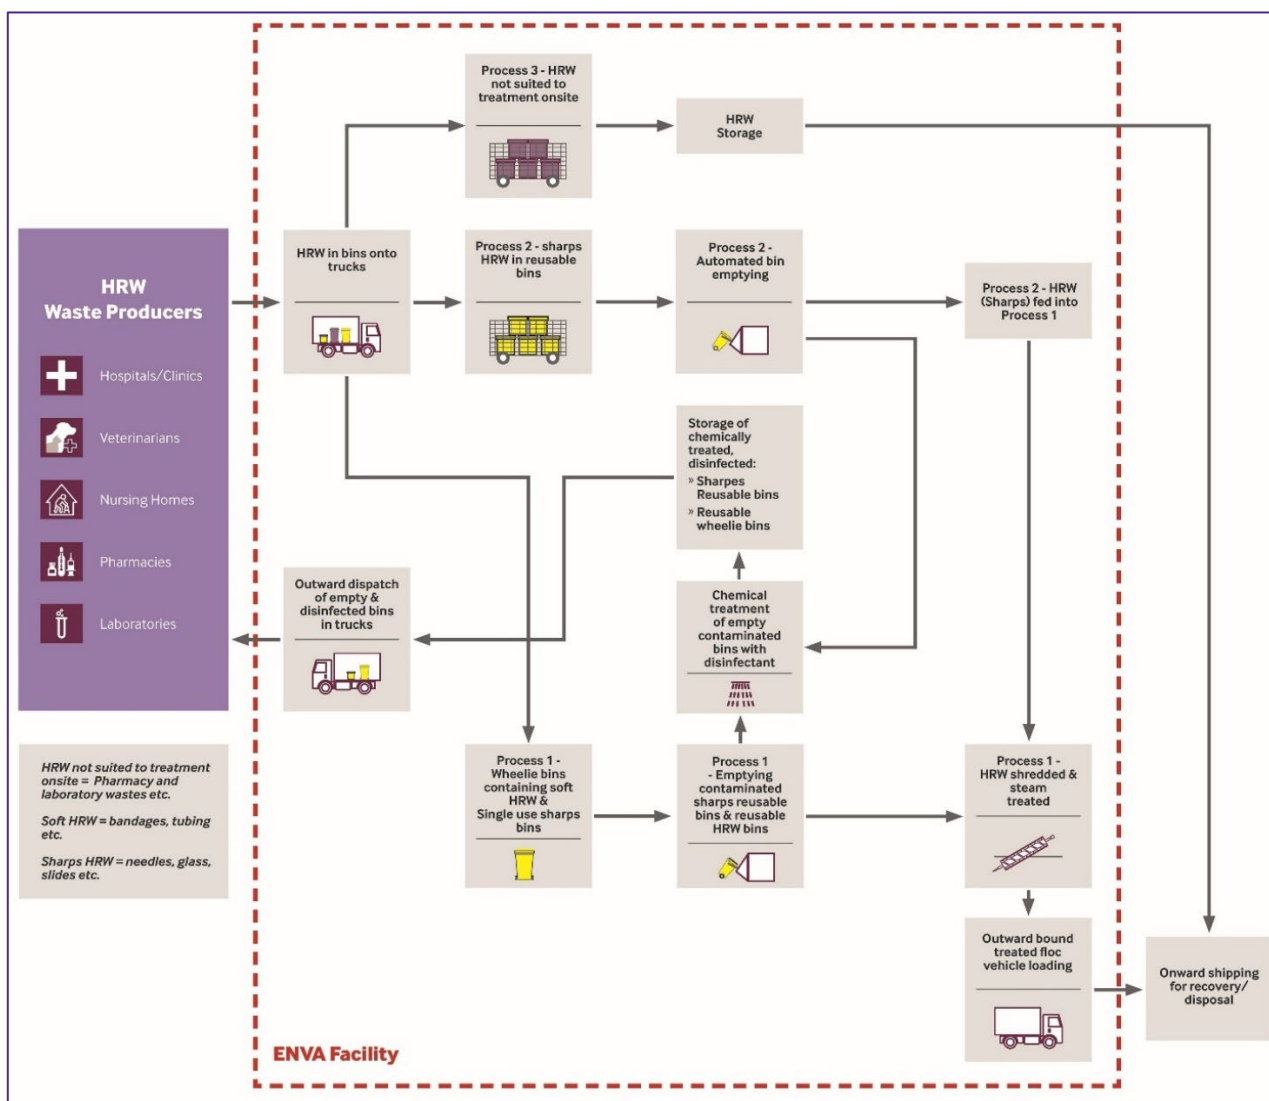 Process 3 - HRW
not suited to
treatment onsite
HRW
Storage
HRW
Waste Producers
Hospitals/Clinics
Veterinarians
Nursing Homes
Pharmacies
Laboratories
HRW in bins onto
trucks
Process 2 - sharps
HRW in reusable
bins
Process 2 -
Automated bin
emptying
Process 2 - HRW
(Sharps) fed into
Process 1
Storage of
chemically
treated,
disinfected:
» Sharpes
Reusable bins
» Reusable
wheelie bins
Outward dispatch
of empty &
disinfected bins
in trucks
Chemical
treatment
of empty
contaminated
bins with
disinfectant
HRW not suited to treatment
onsite = Pharmacy and
laboratory wastes etc.
Soft HRW = bandages, tubing
etc.
Sharps HRW = needles, glass,
slides etc.
Process 1 -
Wheelie bins
containing soft
HRW &
Single use sharps
bins
Process 1
- Emptying
contaminated
sharps reusable
bins & reusable
HRW bins
Process 1 -
HRW shredded &
steam
treated
Outward bound
treated floc
vehicle loading
Onward shipping
for recovery/
disposal
ENVA Facility